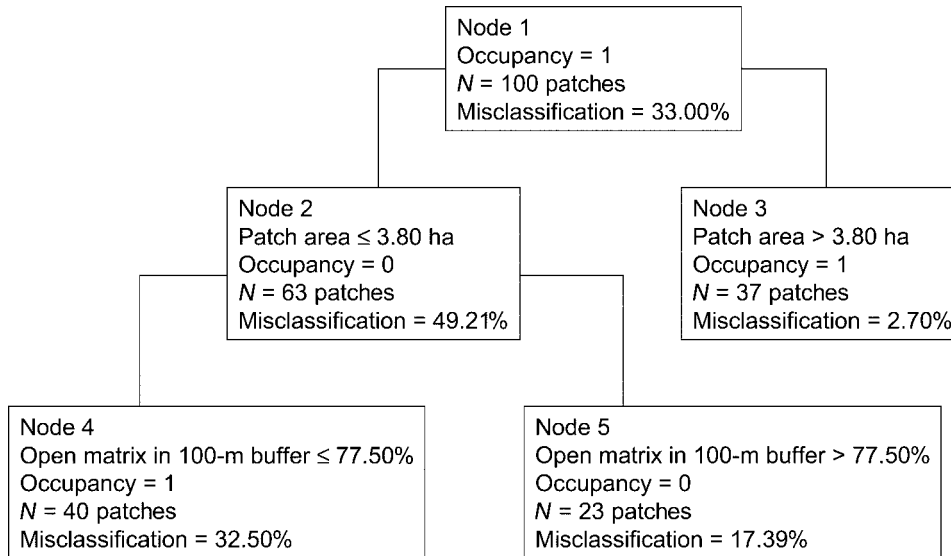 Node 1
Occupancy = 1
N = 100 patches
Misclassification = 33.00%
Node 2
Patch area ≤ 3.80 ha
Occupancy = 0
N = 63 patches
Misclassification = 49.21%
Node 3
Patch area > 3.80 ha
Occupancy = 1
N = 37 patches
Misclassification = 2.70%
Node 4
Open matrix in 100-m buffer ≤ 77.50%
Occupancy = 1
N = 40 patches
Misclassification = 32.50%
Node 5
Open matrix in 100-m buffer > 77.50%
Occupancy = 0
N = 23 patches
Misclassification = 17.39%